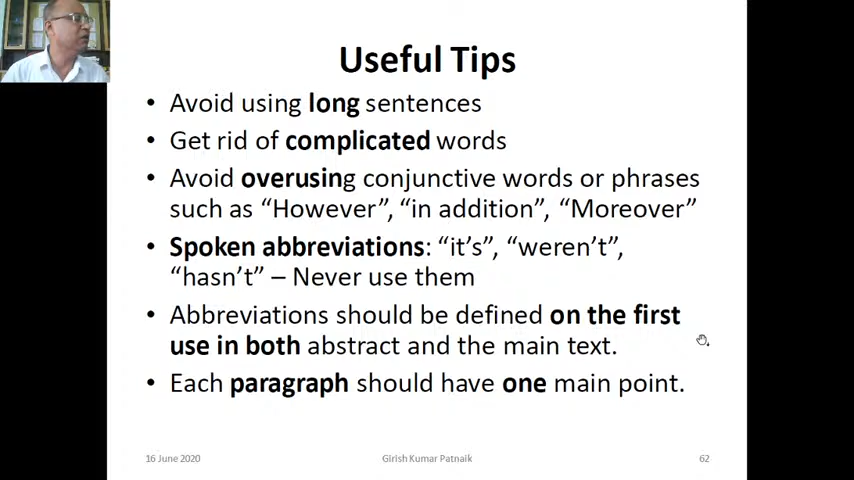 Useful Tips
• Avoid using long sentences
• Get rid of complicated words
• Avoid overusing conjunctive words or phrases
such as “However”, “in addition”, “Moreover”
• Spoken abbreviations: “it’s”, “weren’t”,
“hasn’t” – Never use them
• Abbreviations should be defined on the first
use in both abstract and the main text.
• Each paragraph should have one main point.
16 June 2020
Girish Kumar Patnaik
62